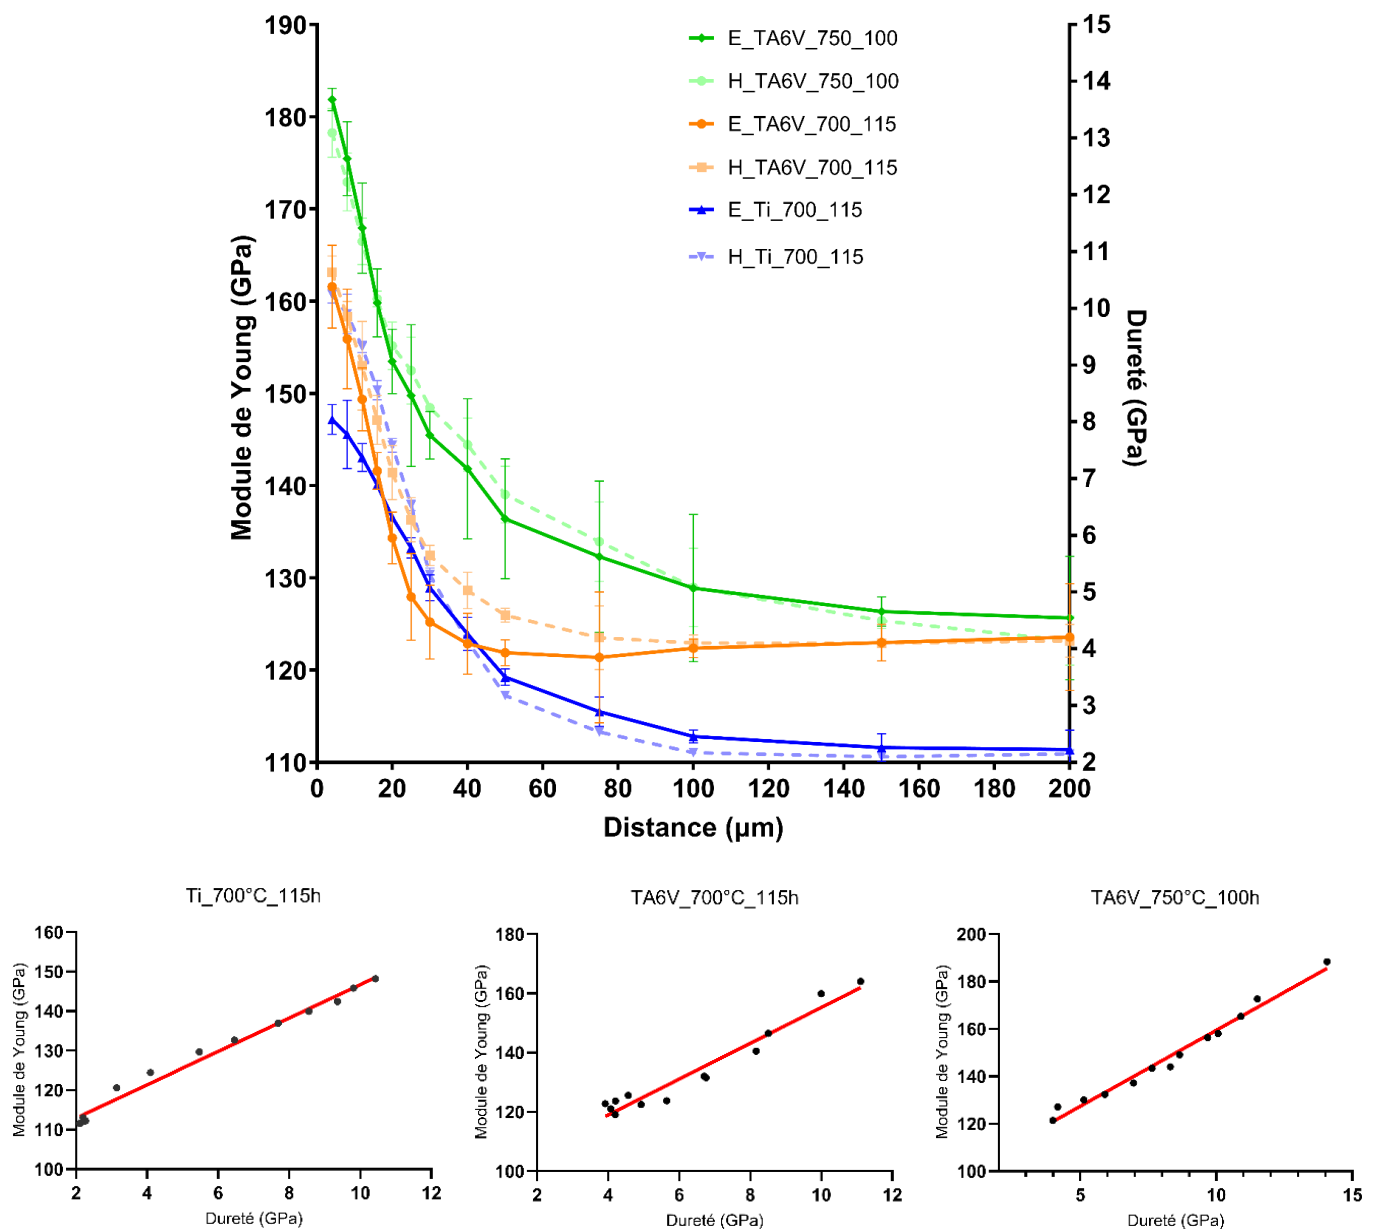 190
180
170
160
150
140
130
120
110
Module de Young (GPa)
E_TA6V_750_100
H_TA6V_750_100
E_TA6V_700_115
H_TA6V_700_115
E_Ti_700_115
H_Ti_700_115
15
14
13
12
11
10
9
8
7
6
5
4
3
2
Dureté (GPa)
0 20 40 60 80 100 120 140 160 180 200
Distance (µm)
Ti_700°C_115h
160
150
140
130
120
110
100
Module de Young (GPa)
2 4 6 8 10 12
Dureté (GPa)
TA6V_700°C_115h
180
160
140
120
100
Module de Young (GPa)
2 4 6 8 10 12
Dureté (GPa)
TA6V_750°C_100h
200
180
160
140
120
100
Module de Young (GPa)
5 10 15
Dureté (GPa)